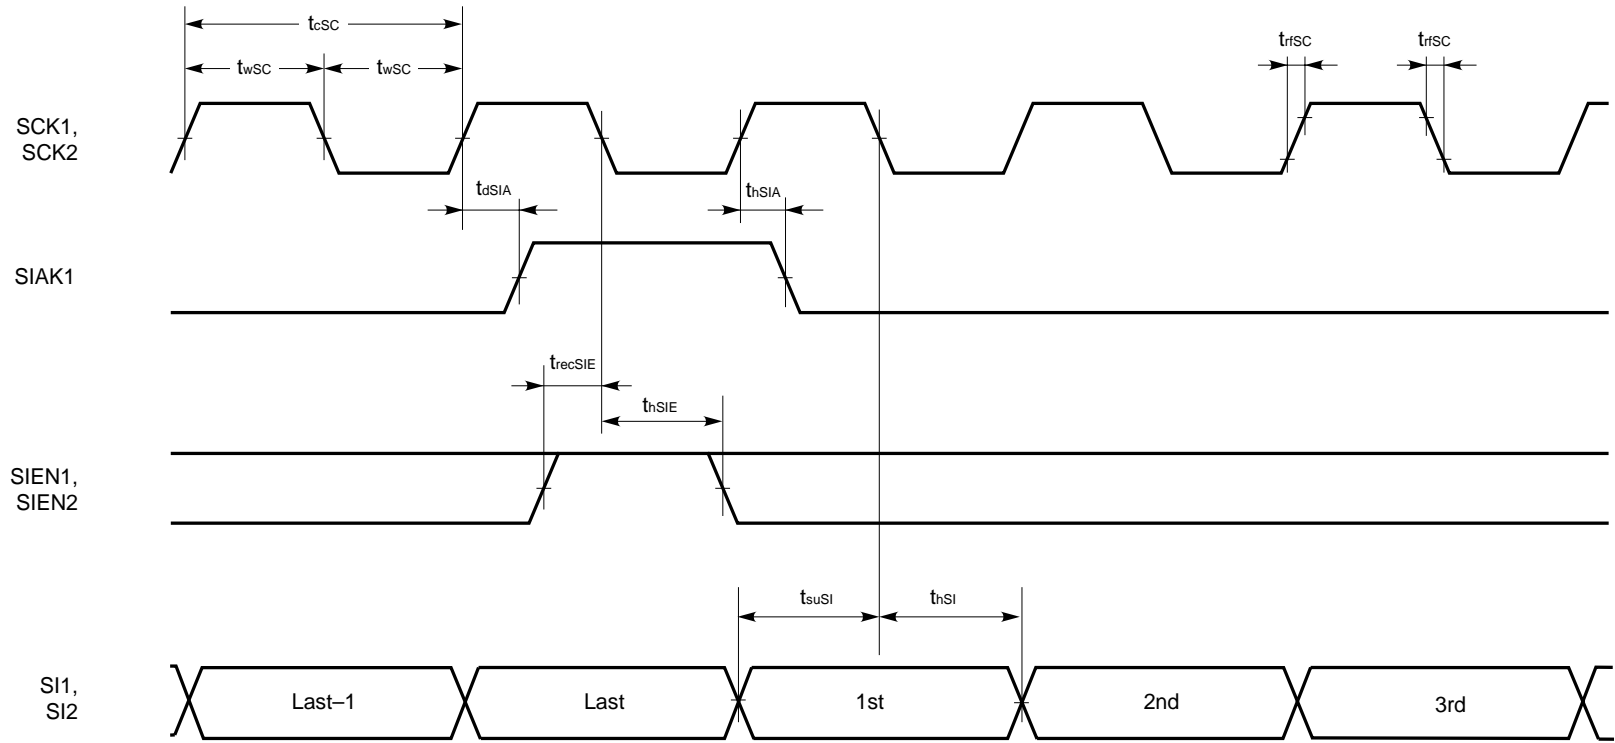 tcSC
twSC twSC
trfSC trfSC
SCK1,
SCK2
tdSIA thSIA
SIAK1
trecSIE
thSIE
SIEN1,
SIEN2
tsuSI thSI
SI1,
SI2
Last–1 Last 1st 2nd 3rd